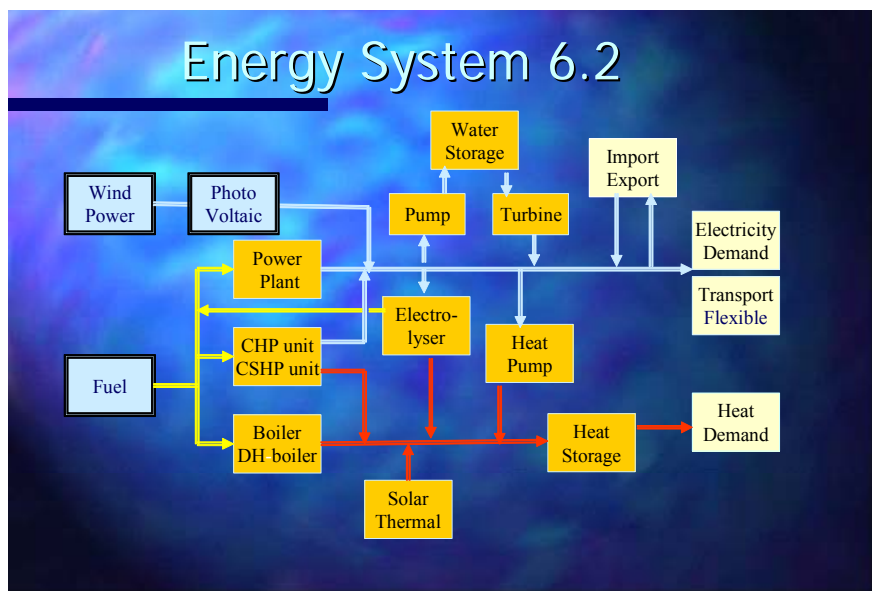 Energy System 6.2
Water
Storage
Import
Export
Wind
Power
Photo
Voltaic
Pump
Turbine
Electricity
Demand
Power
Plant
Transport
Flexible
Electro-
lyser
CHP unit
CSHP unit
Heat
Pump
Fuel
Boiler
DH-boiler
Heat
Storage
Heat
Demand
Solar
Thermal